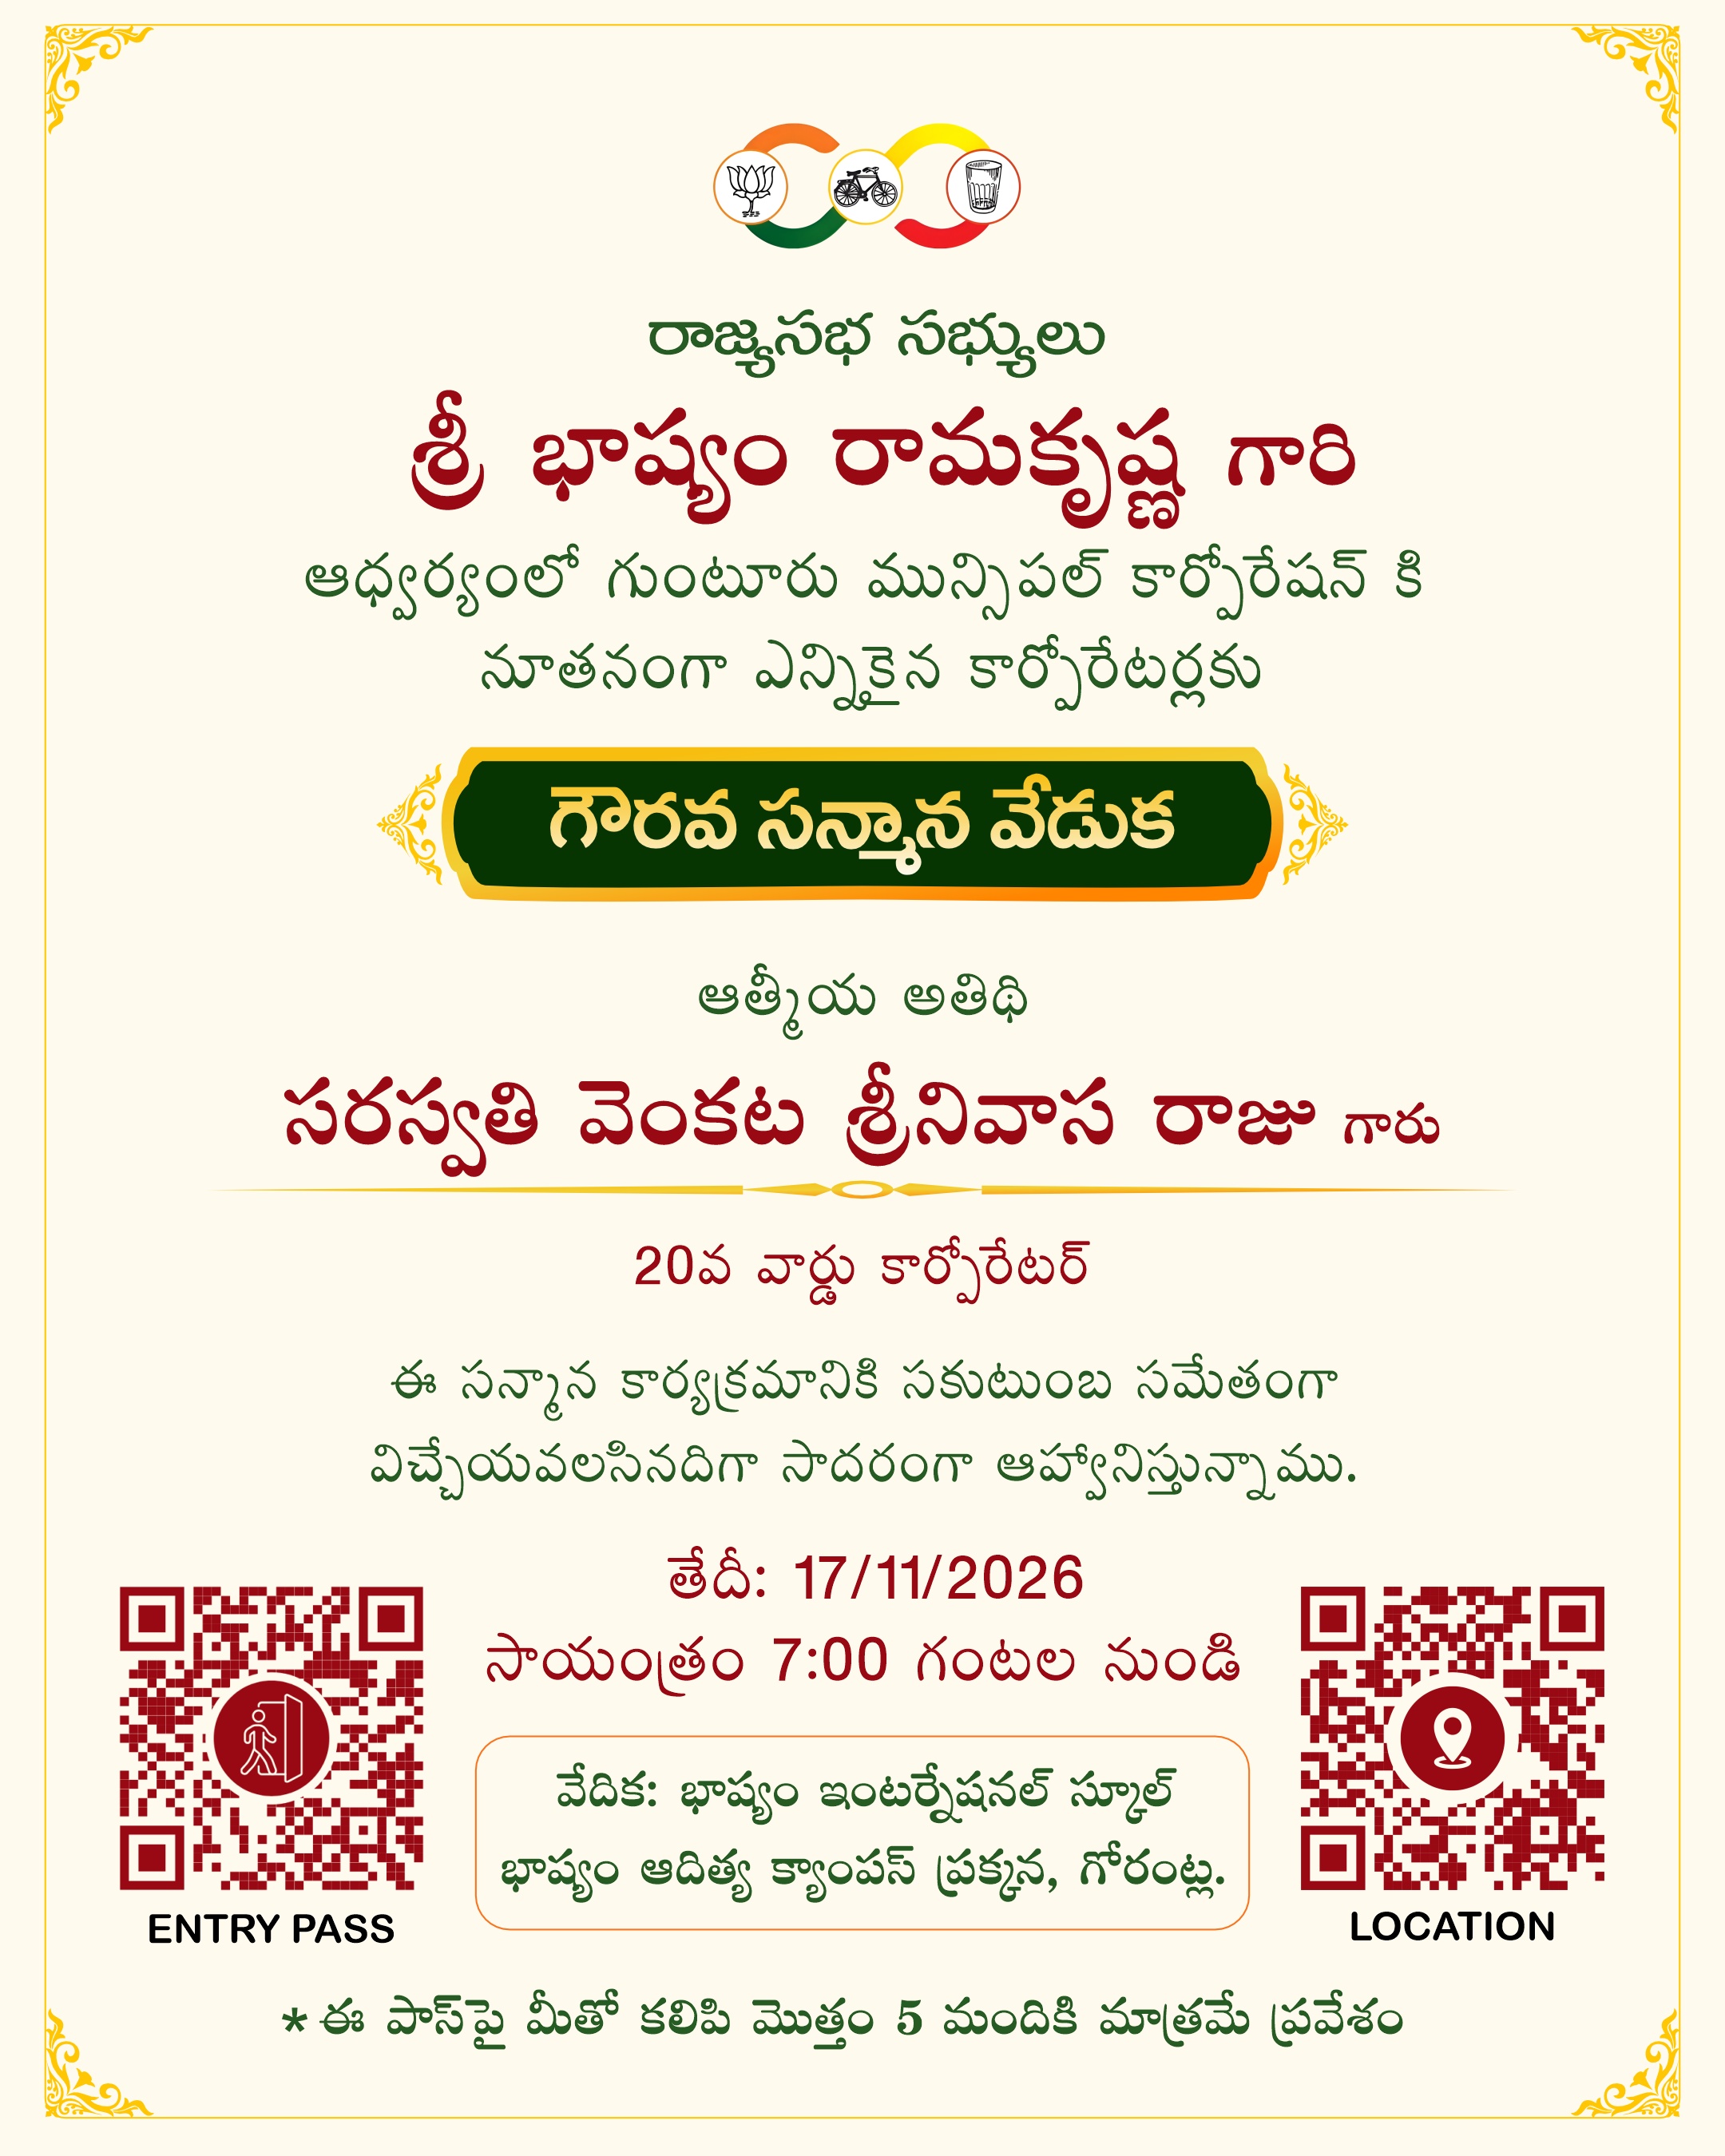 రాజ్యసభ సభ్యులు
శ్రీ భాష్యం రామకృష్ణ గారి
ఆధ్వర్యంలో గుంటూరు మున్సిపల్ కార్పోరేషన్ కి
నూతనంగా ఎన్నికైన కార్పోరేటర్లకు
గౌరవ సన్మాన వేడుక
ఆత్మీయ అతిథి
సరస్వతి వెంకట శ్రీనివాస రాజు గారు
20వ వార్డు కార్పోరేటర్
ఈ సన్మాన కార్యక్రమానికి సకుటుంబ సమేతంగా
విచ్చేయవలసినదిగా సాదరంగా ఆహ్వానిస్తున్నాము.
తేదీ: 17/11/2026
సాయంత్రం 7:00 గంటల నుండి
వేదిక: భాష్యం ఇంటర్నేషనల్ స్కూల్
భాష్యం ఆదిత్య క్యాంపస్ ప్రక్కన, గోరంట్ల.
ENTRY PASS
LOCATION
* ఈ పాస్‌పై మీతో కలిపి మొత్తం 5 మందికి మాత్రమే ప్రవేశం